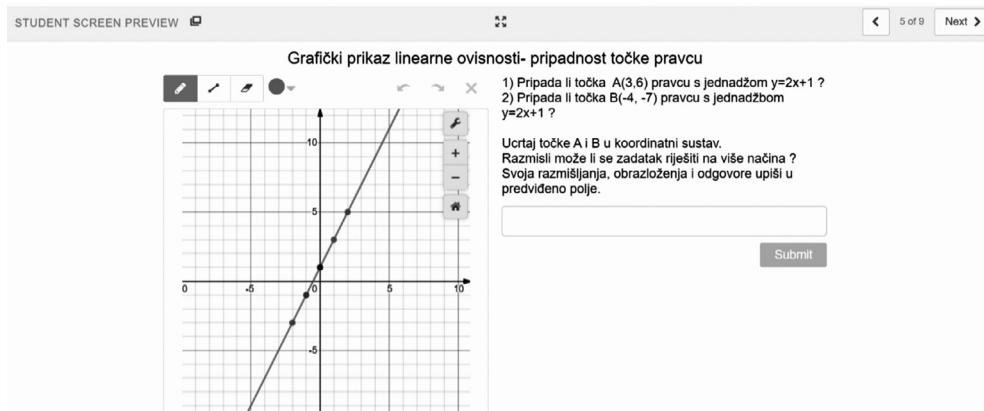 STUDENT SCREEN PREVIEW
5 of 9
Next
Grafički prikaz linearne ovisnosti- pripadnost točke pravcu
1) Pripada li točka A(3,6) pravcu s jednadžom y=2x+1 ?
2) Pripada li točka B(-4, -7) pravcu s jednadžbom
y=2x+1 ?
Ucrtaj točke A i B u koordinatni sustav.
Razmisli može li se zadatak riješiti na više načina ?
Svoja razmišljanja, obrazloženja i odgovore upiši u
predviđeno polje.
Submit
10
5
0 -5 0 5 10
-5